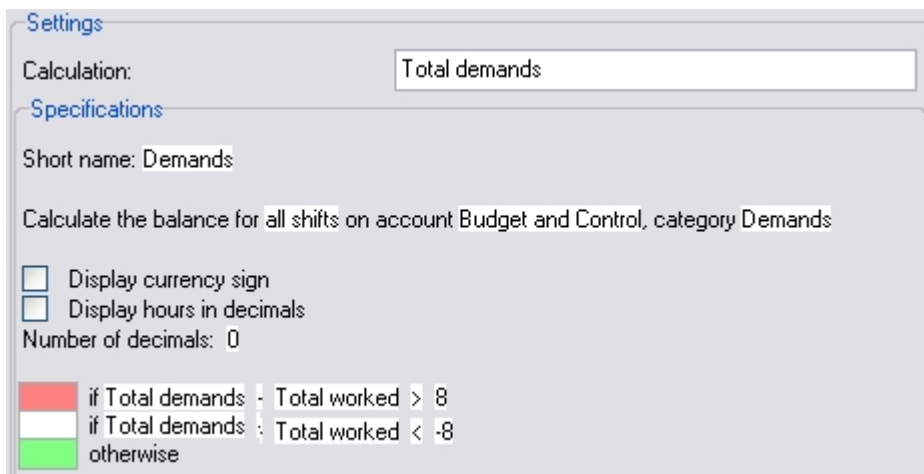 Settings
Calculation: Total demands
Specifications
Short name: Demands
Calculate the balance for all shifts on account Budget and Control, category Demands
Display currency sign
Display hours in decimals
Number of decimals: 0
if Total demands - Total worked > 8
if Total demands - Total worked < -8
otherwise